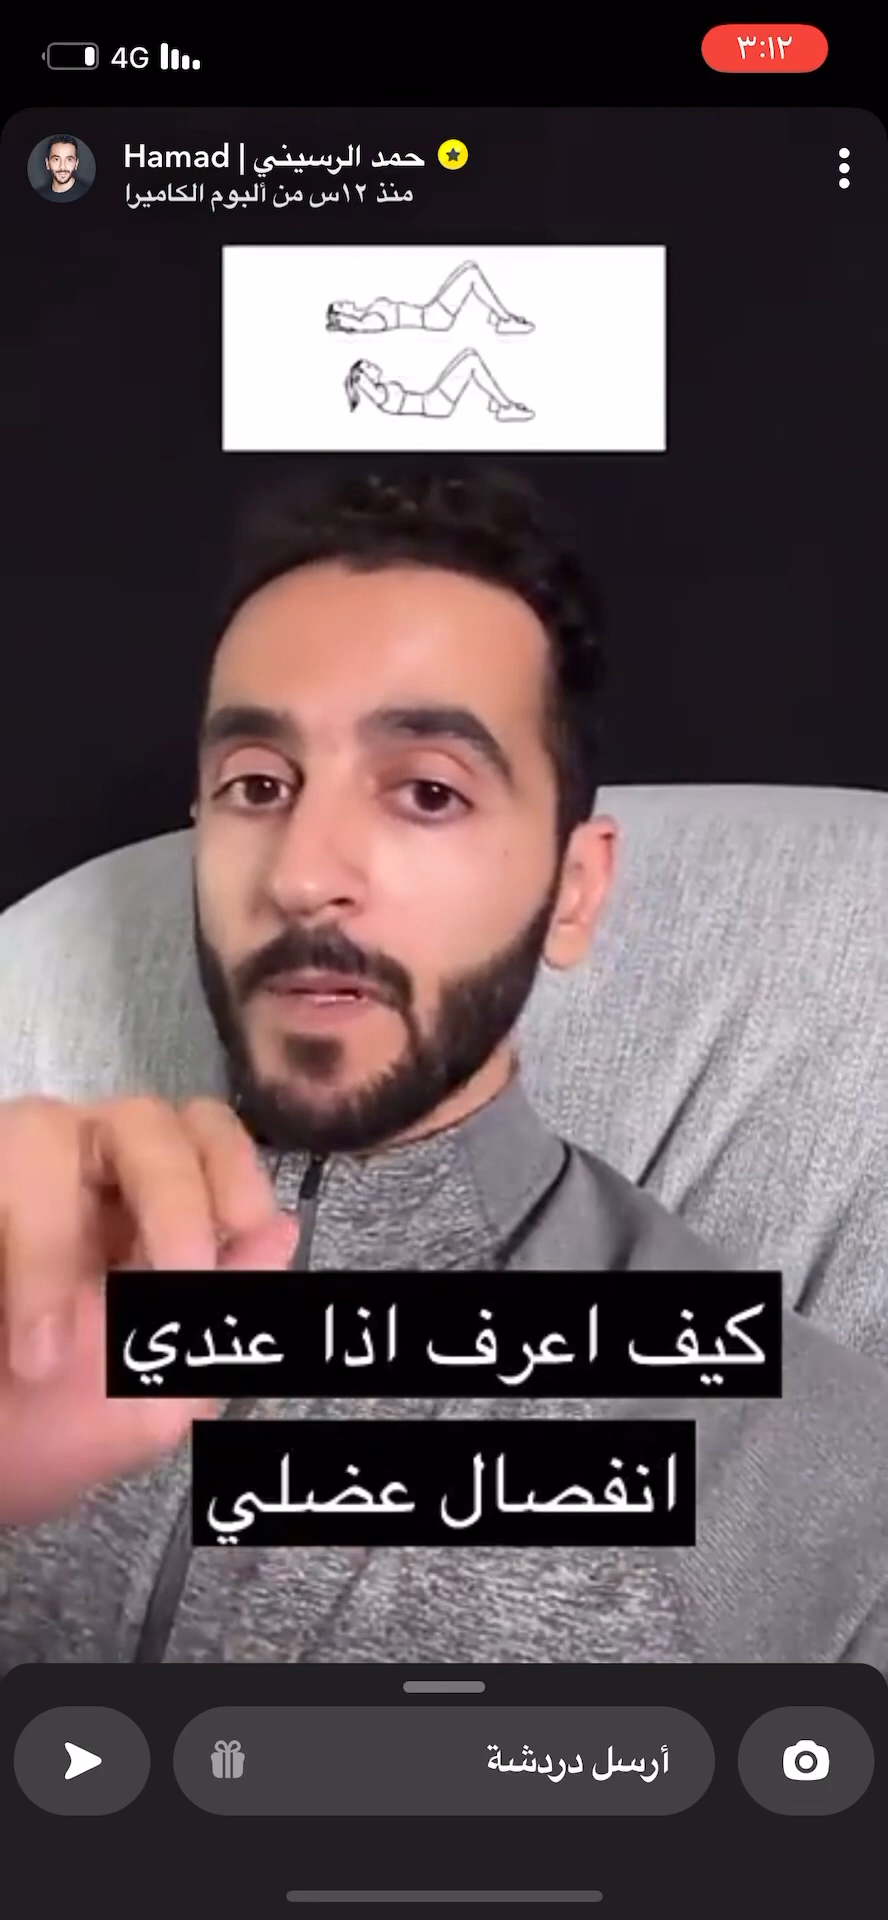 4G ٣:١٢
Hamad | حمد الرسيني
منذ ١٢س من ألبوم الكاميرا
كيف اعرف اذا عندي
انفصال عضلي
أرسل دردشة